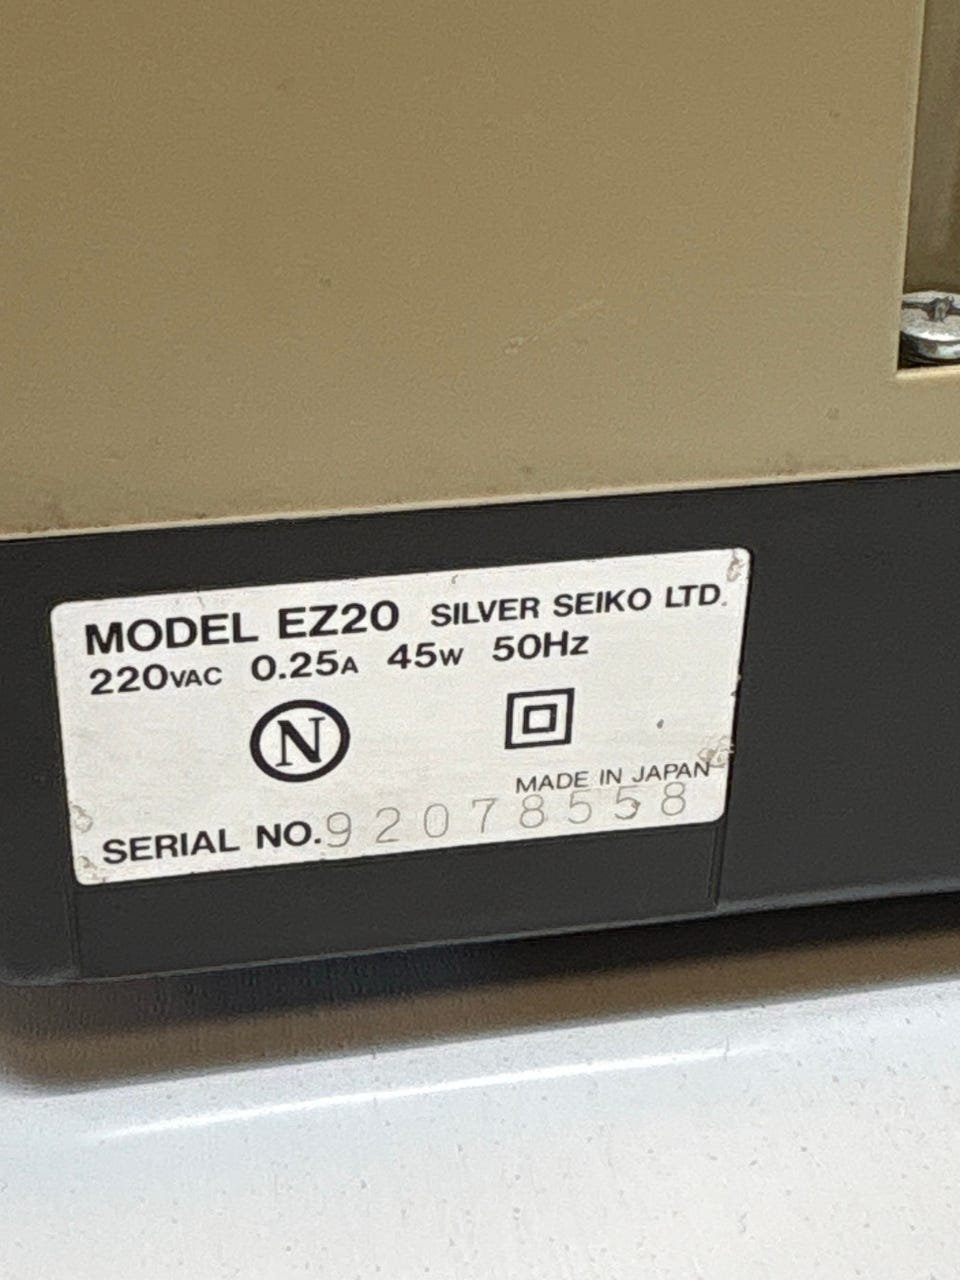 MODEL EZ20 SILVER SEIKO LTD.
220VAC 0.25A 45W 50Hz
N
MADE IN JAPAN
SERIAL NO. 92078558